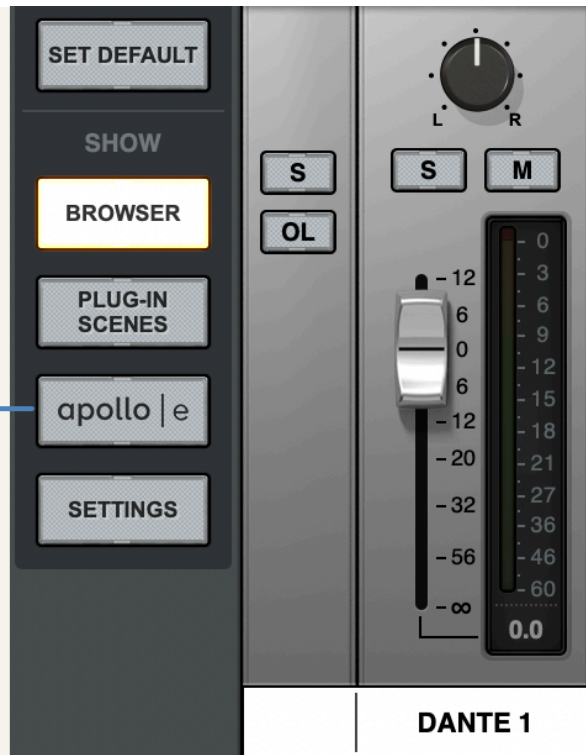 SET DEFAULT
SHOW
BROWSER
PLUG-IN
SCENES
apollo | e
SETTINGS
S
OL
L
R
S
M
12
6
0
6
12
20
32
56
∞
0
3
6
9
12
15
18
21
27
36
46
60
0.0
DANTE 1